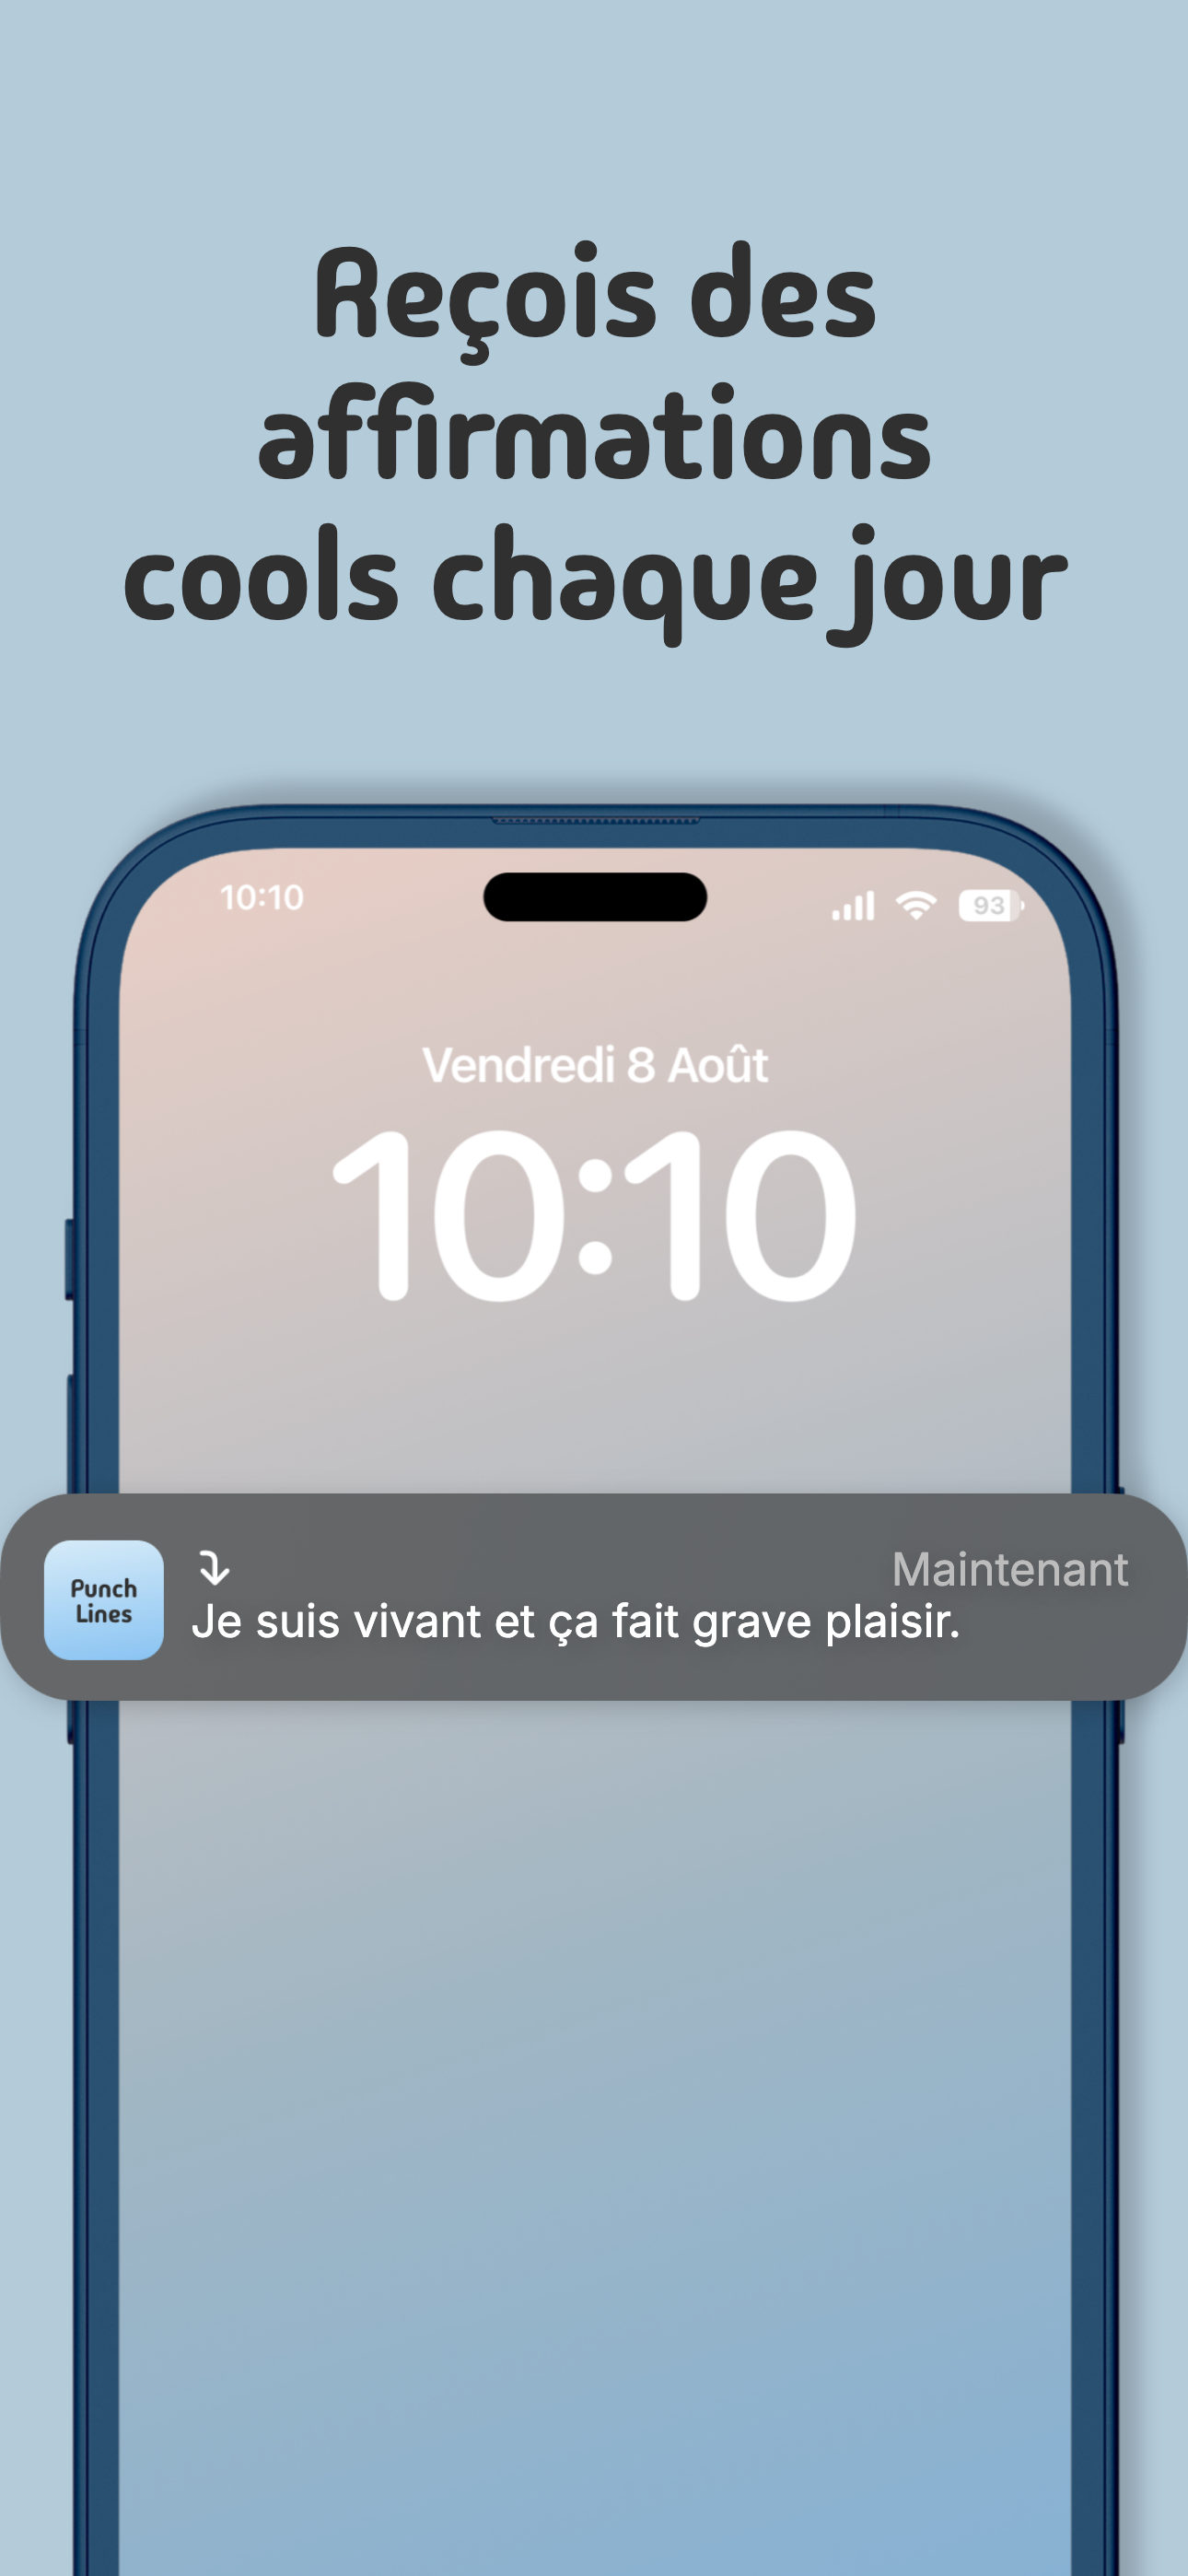 Reçois des
affirmations
cools chaque jour
10:10
93
Vendredi 8 Août
10:10
Punch
Lines
Maintenant
Je suis vivant et ça fait grave plaisir.